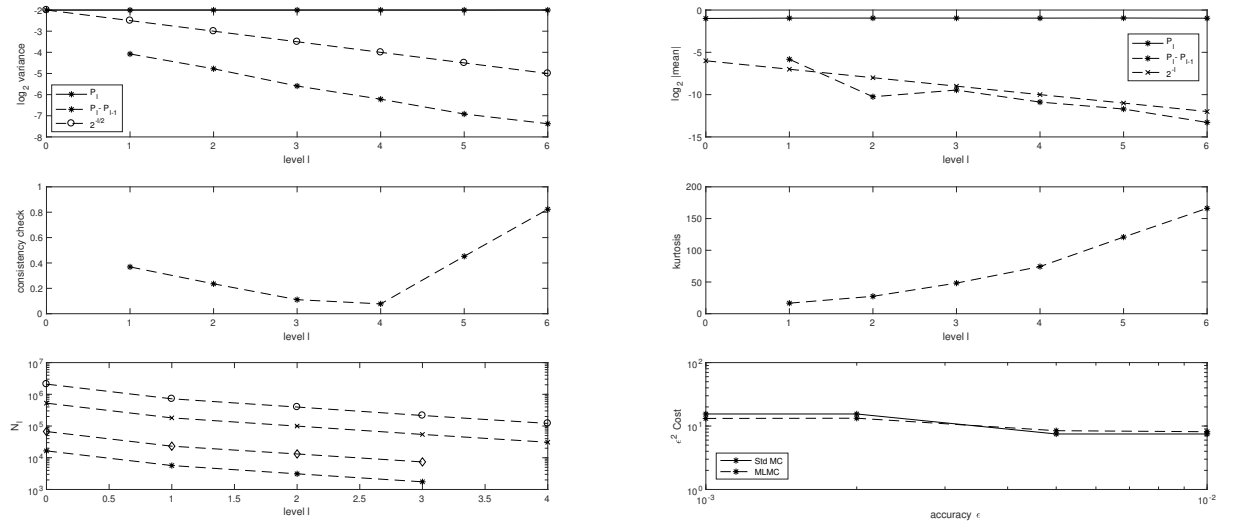 -2
-3
-4
-5
-6
-7
-8
log₂ variance
P_l
P_l - P_{l-1}
2^{-l/2}
0 1 2 3 4 5 6
level l
0
-5
-10
-15
log₂ |mean|
P_l
P_l - P_{l-1}
2^{-l}
0 1 2 3 4 5 6
level l
1
0.8
0.6
0.4
0.2
0
consistency check
0 1 2 3 4 5 6
level l
200
150
100
50
0
kurtosis
0 1 2 3 4 5 6
level l
10^7
10^6
10^5
10^4
10^3
N_l
0 0.5 1 1.5 2 2.5 3 3.5 4
level l
10^2
10^1
10^0
ε² Cost
Std MC
MLMC
10^{-3} 10^{-2}
accuracy ε